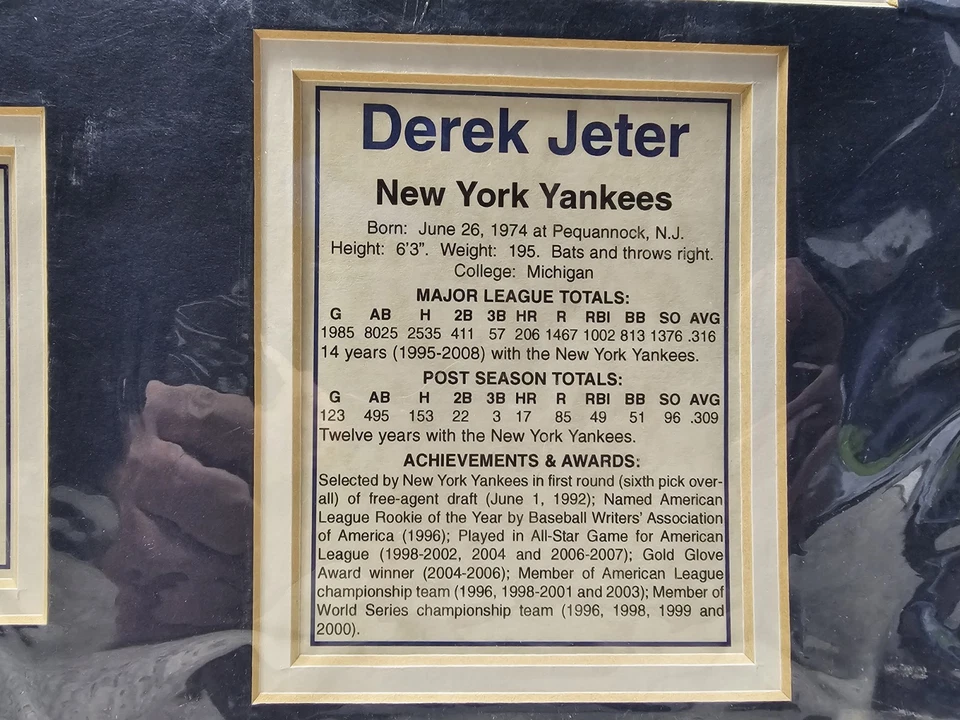 Derek Jeter
New York Yankees
Born: June 26, 1974 at Pequannock, N.J.
Height: 6'3". Weight: 195. Bats and throws right.
College: Michigan
MAJOR LEAGUE TOTALS:
G AB H 2B 3B HR R RBI BB SO AVG
1985 8025 2535 411 57 206 1467 1002 813 1376 .316
14 years (1995-2008) with the New York Yankees.
POST SEASON TOTALS:
G AB H 2B 3B HR R RBI BB SO AVG
123 495 153 22 3 17 85 49 51 96 .309
Twelve years with the New York Yankees.
ACHIEVEMENTS & AWARDS:
Selected by New York Yankees in first round (sixth pick over-
all) of free-agent draft (June 1, 1992); Named American
League Rookie of the Year by Baseball Writers' Association
of America (1996); Played in All-Star Game for American
League (1998-2002, 2004 and 2006-2007); Gold Glove
Award winner (2004-2006); Member of American League
championship team (1996, 1998-2001 and 2003); Member of
World Series championship team (1996, 1998, 1999 and
2000).